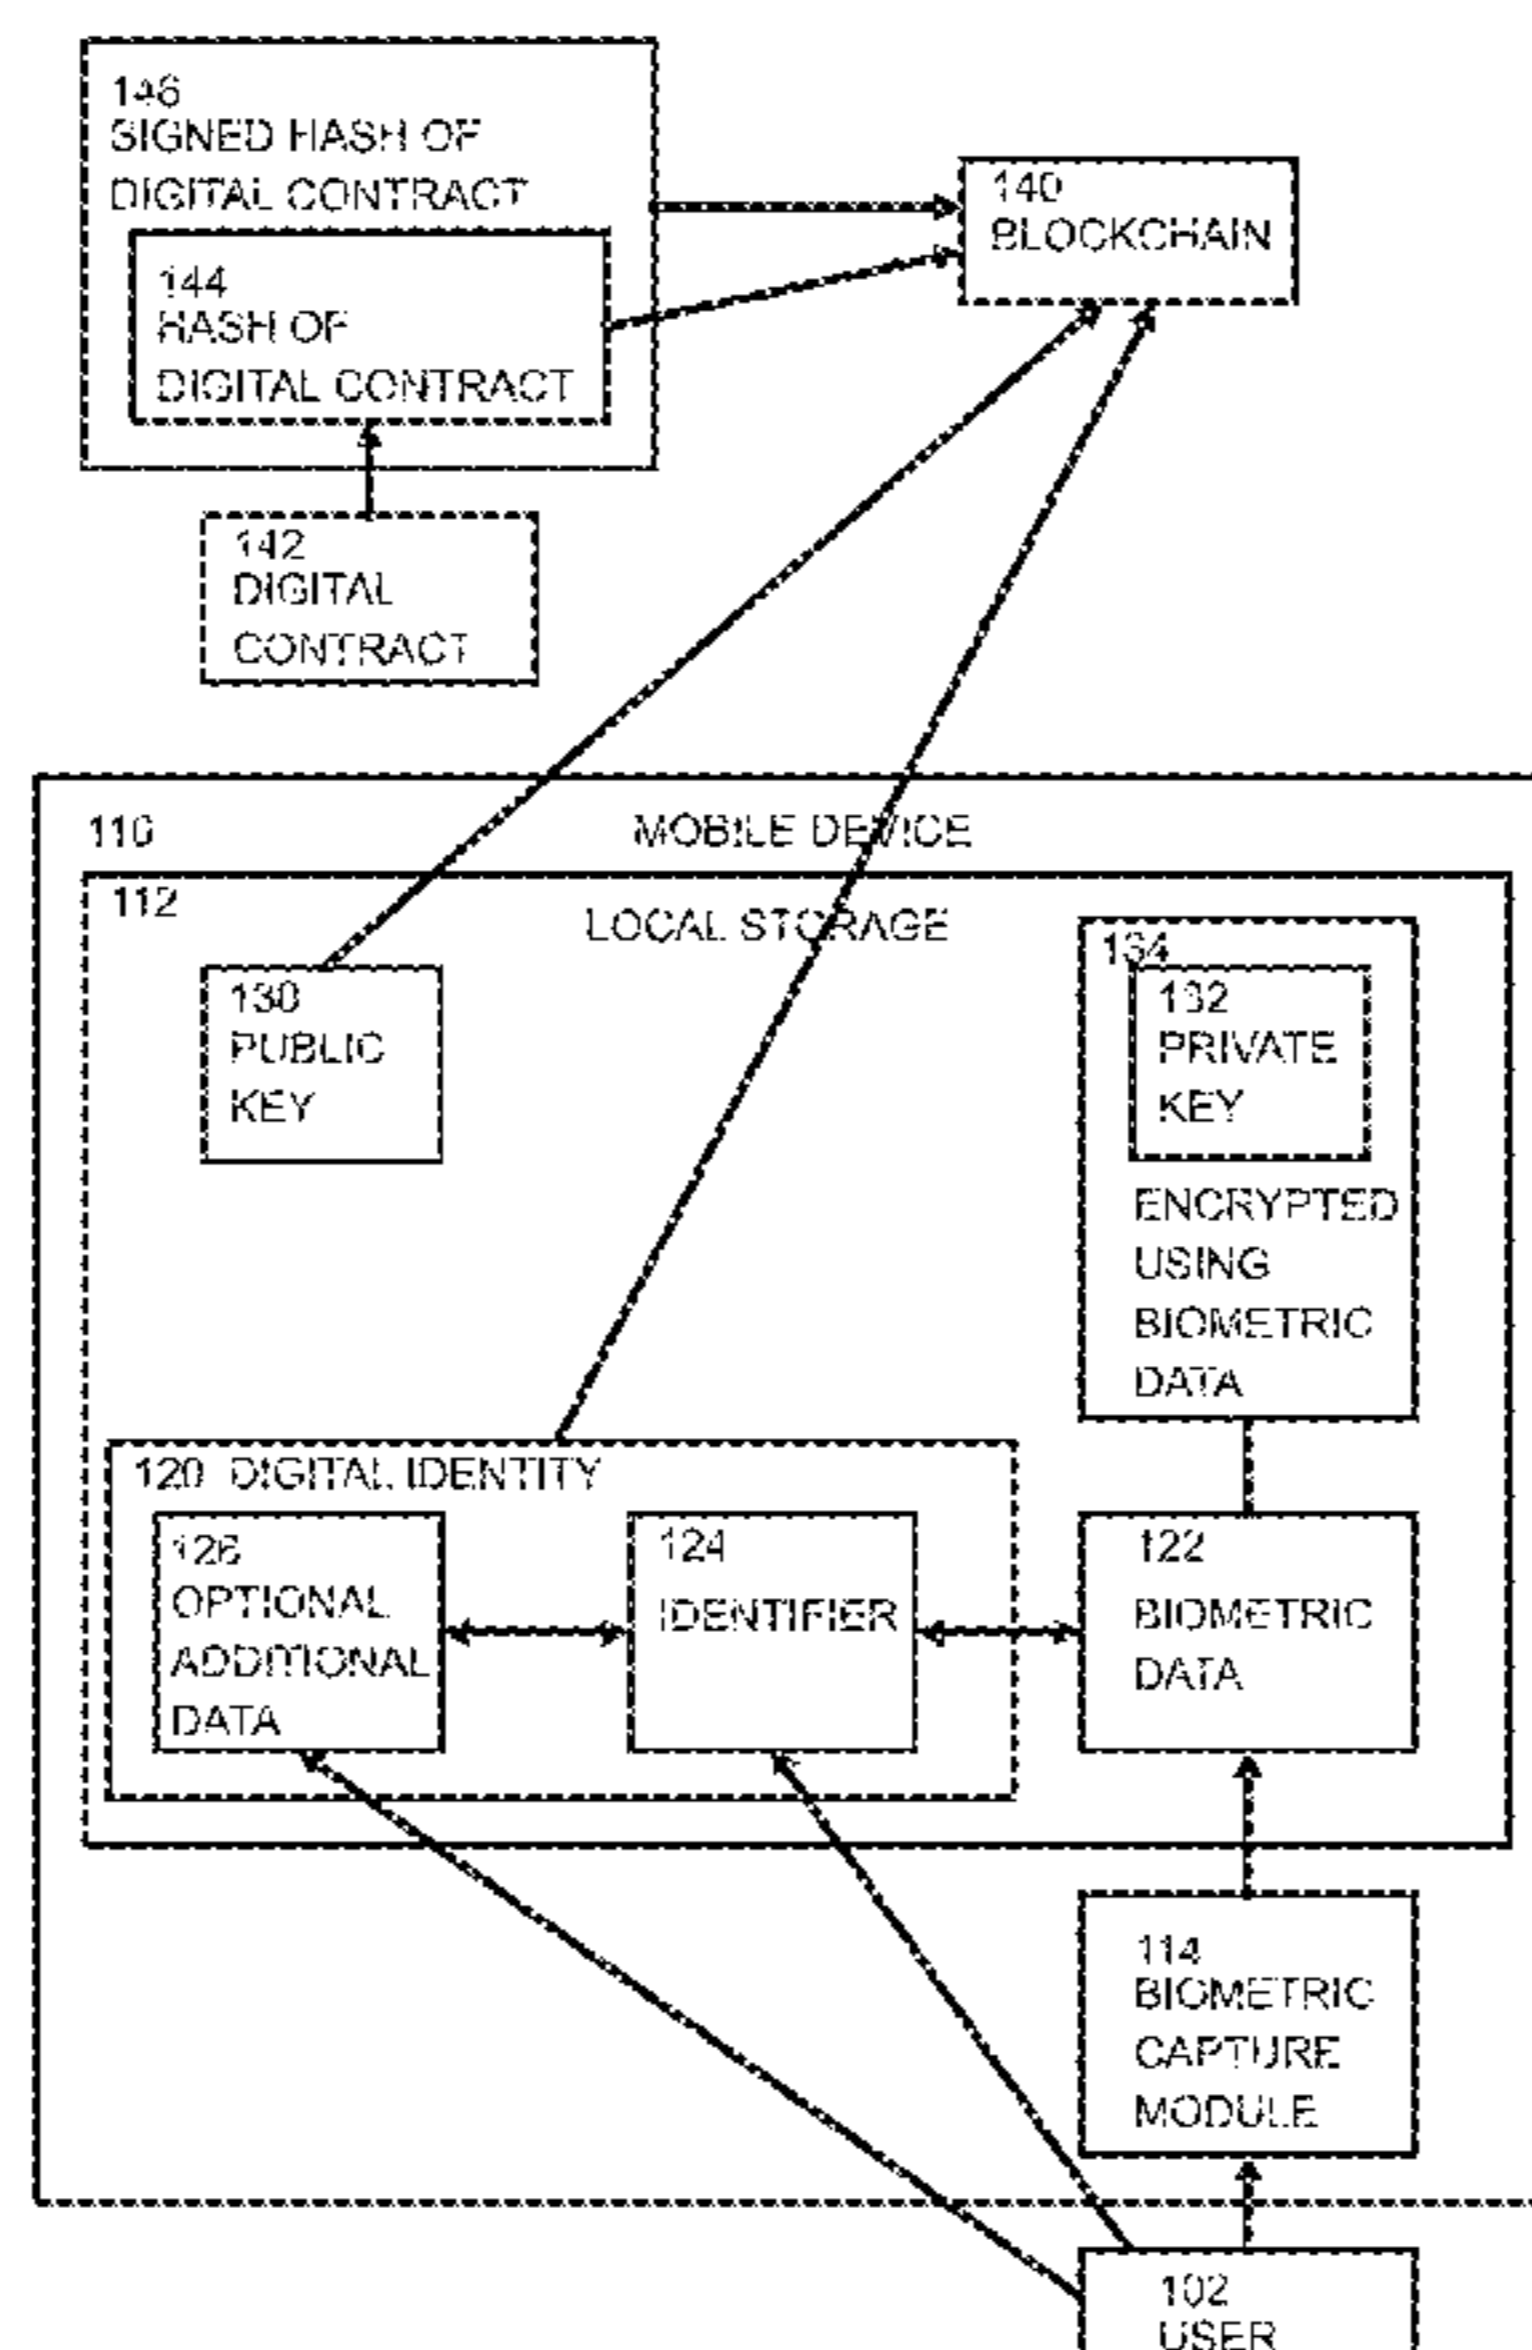 146
SIGNED HASH OF
DIGITAL CONTRACT
144
HASH OF
DIGITAL CONTRACT
140
BLOCKCHAIN
142
DIGITAL
CONTRACT
110 MOBILE DEVICE
112
LOCAL STORAGE
130
PUBLIC
KEY
134
132
PRIVATE
KEY
ENCRYPTED
USING
BIOMETRIC
DATA
120 DIGITAL IDENTITY
126
OPTIONAL
ADDITIONAL
DATA
124
IDENTIFIER
122
BIOMETRIC
DATA
114
BIOMETRIC
CAPTURE
MODULE
102
USER